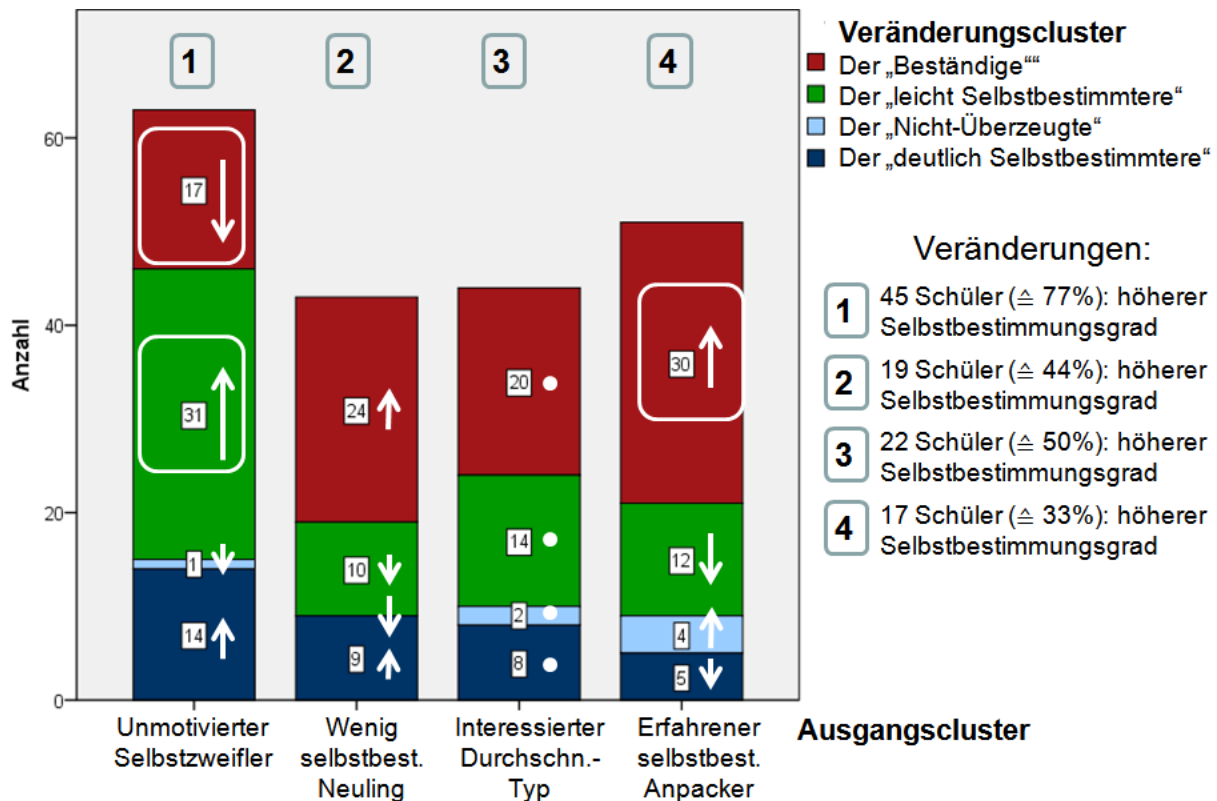 1
2
3
4
Veränderungscluster
Der „Beständige““
Der „leicht Selbstbestimmtere“
Der „Nicht-Überzeugte“
Der „deutlich Selbstbestimmtere“
Anzahl
60
40
20
0
17
31
1
14
24
10
9
20
14
2
8
30
12
4
5
Veränderungen:
1
45 Schüler (≙ 77%): höherer
Selbstbestimmungsgrad
2
19 Schüler (≙ 44%): höherer
Selbstbestimmungsgrad
3
22 Schüler (≙ 50%): höherer
Selbstbestimmungsgrad
4
17 Schüler (≙ 33%): höherer
Selbstbestimmungsgrad
Unmotivierter
Selbstzweifler
Wenig
selbstbest.
Neuling
Interessierter
Durchschn.-
Typ
Erfahrener
selbstbest.
Anpacker
Ausgangscluster